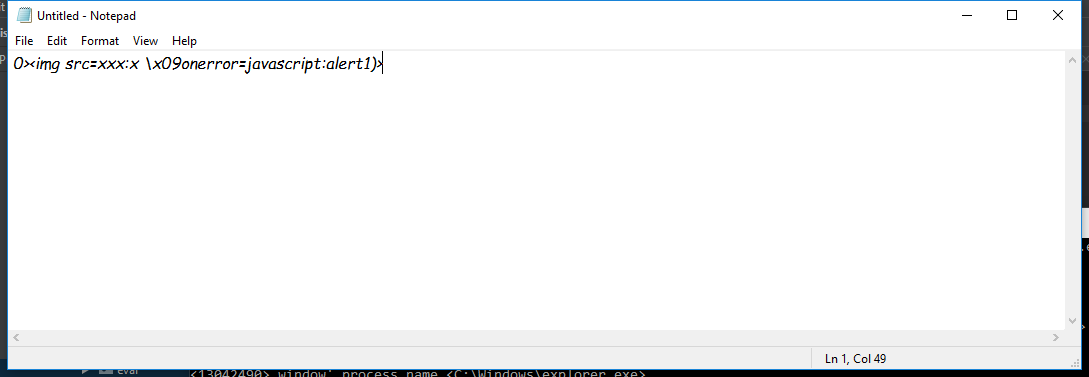 Untitled - Notepad
File Edit Format View Help
0><img src=xxx:x \x09onerror=javascript:alert1)>
Ln 1, Col 49
eval
<13042490> window' process name <C:\Windows\explorer.exe>